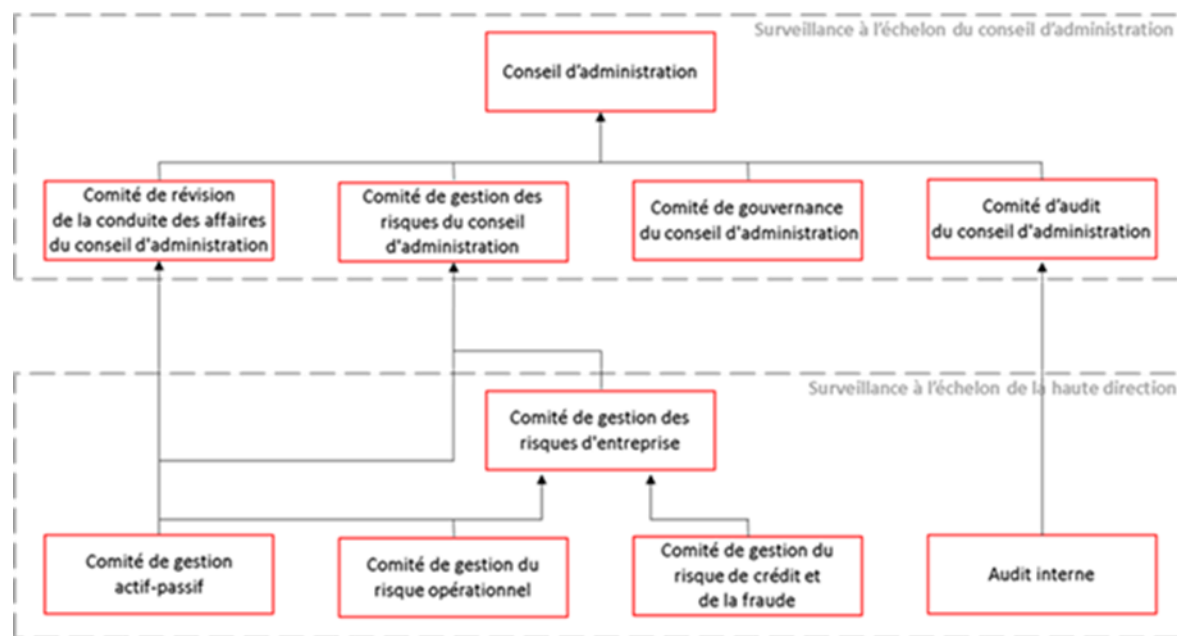 Surveillance à l'échelon du conseil d'administration
Conseil d'administration
Comité de révision
de la conduite des affaires
du conseil d'administration
Comité de gestion des
risques du conseil
d'administration
Comité de gouvernance
du conseil d'administration
Comité d'audit
du conseil d'administration
Surveillance à l'échelon de la haute direction
Comité de gestion des
risques d'entreprise
Comité de gestion
actif-passif
Comité de gestion du
risque opérationnel
Comité de gestion du
risque de crédit et
de la fraude
Audit interne